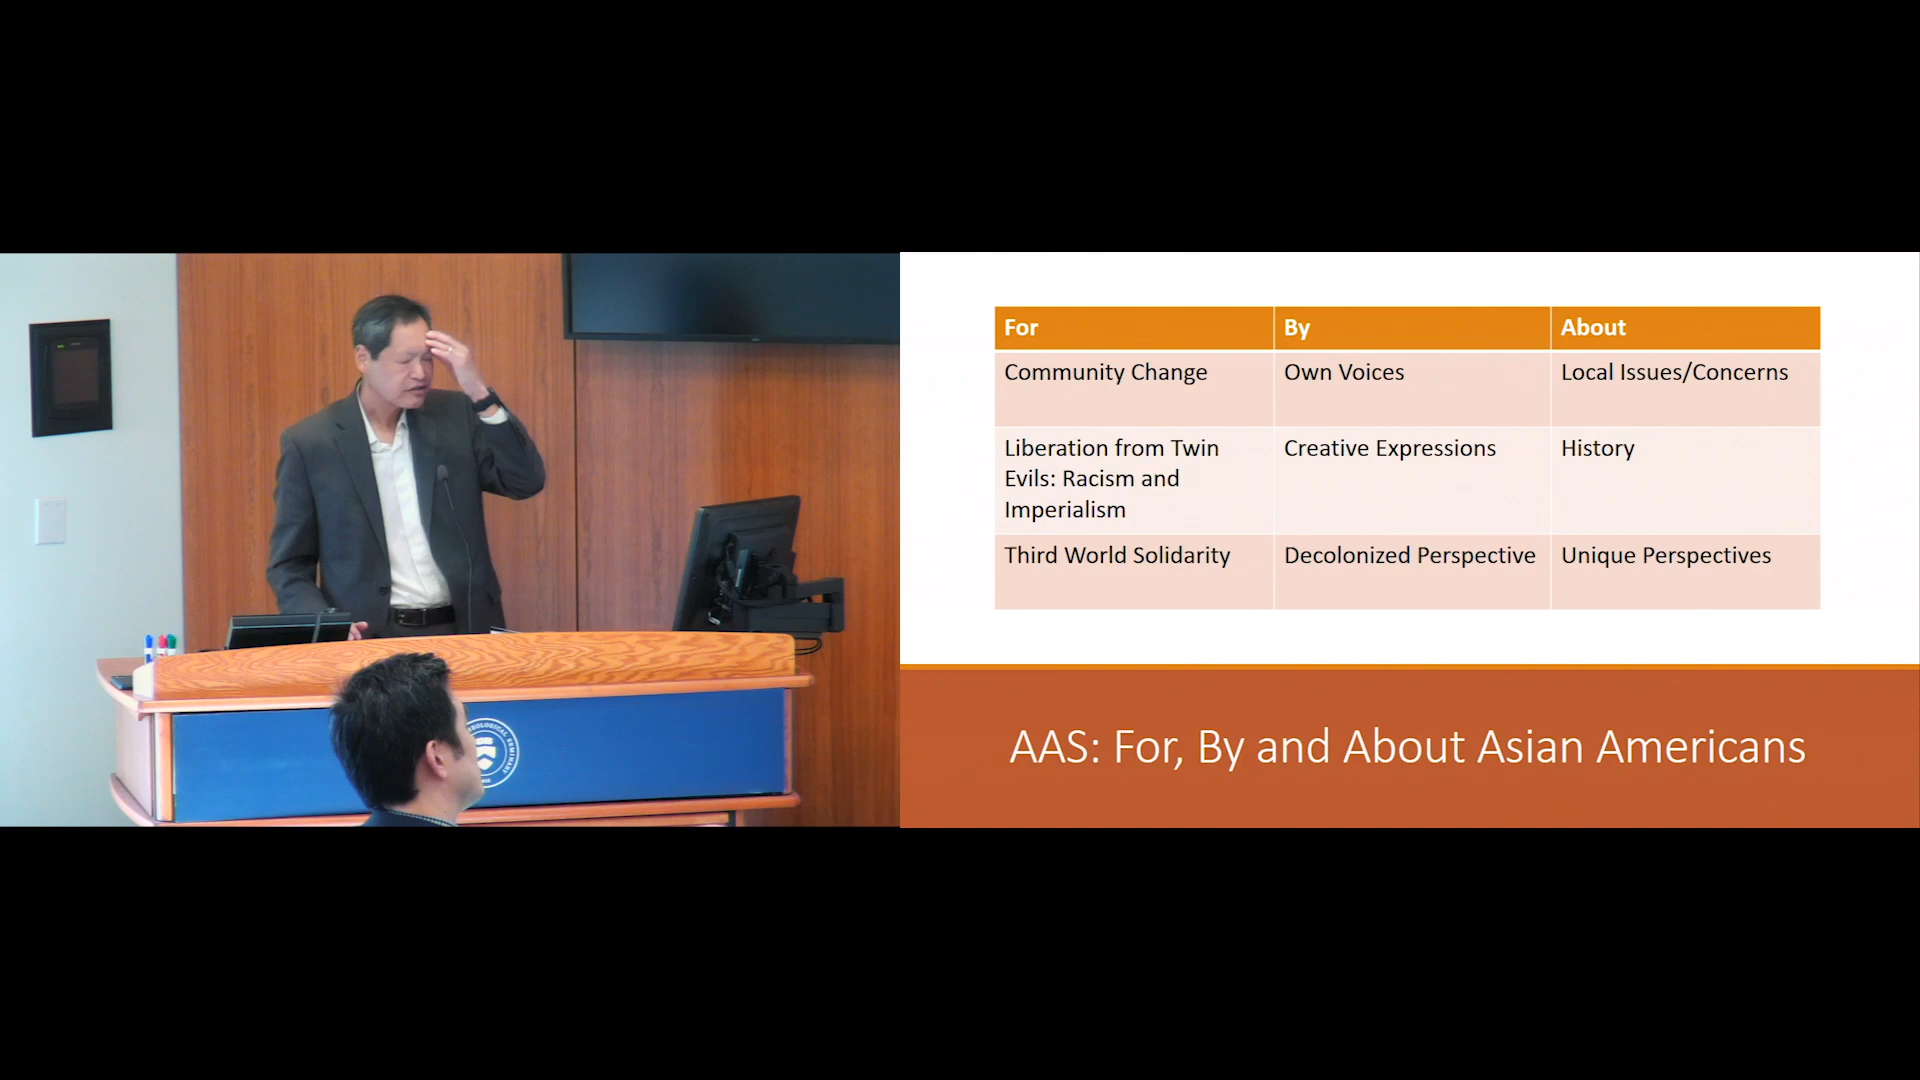 For
By
About
Community Change
Own Voices
Local Issues/Concerns
Liberation from Twin
Evils: Racism and
Imperialism
Creative Expressions
History
Third World Solidarity
Decolonized Perspective
Unique Perspectives
AAS: For, By and About Asian Americans